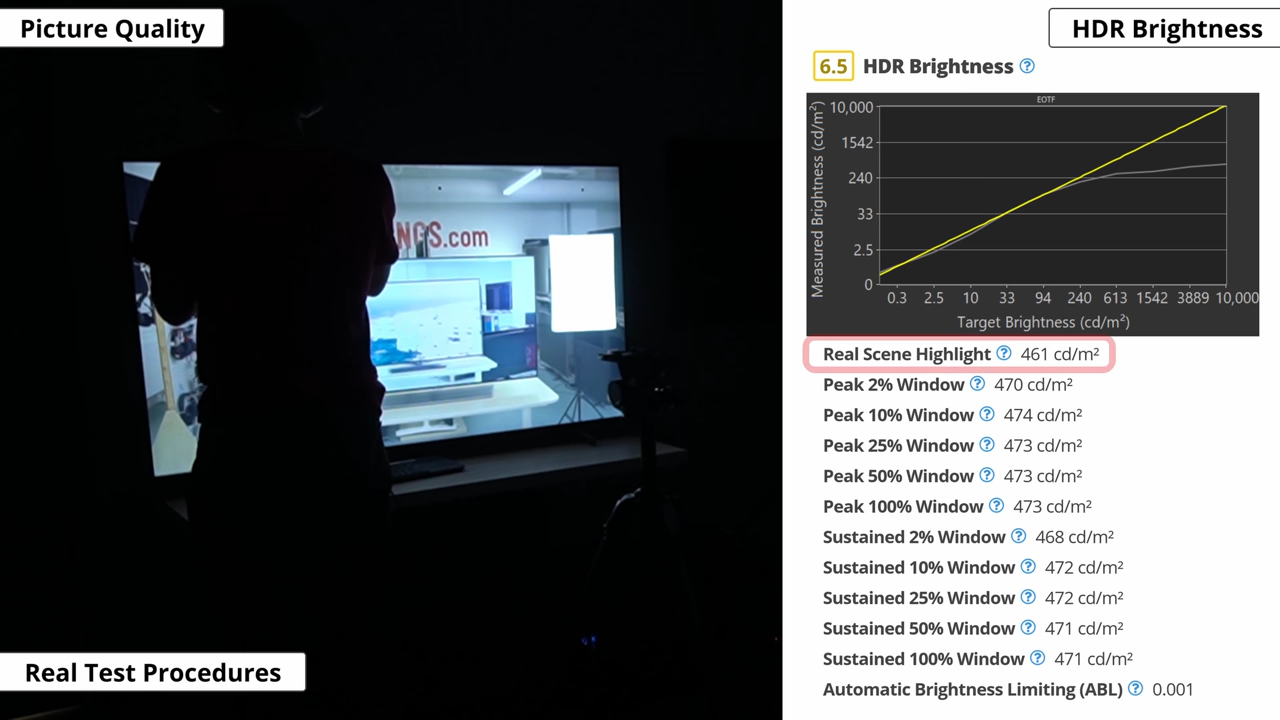 Picture Quality
HDR Brightness
6.5 HDR Brightness ?
EOTF
Measured Brightness (cd/m²)
10,000
1542
240
33
2.5
0
0.3 2.5 10 33 94 240 613 1542 3889 10,000
Target Brightness (cd/m²)
Real Scene Highlight ? 461 cd/m²
Peak 2% Window ? 470 cd/m²
Peak 10% Window ? 474 cd/m²
Peak 25% Window ? 473 cd/m²
Peak 50% Window ? 473 cd/m²
Peak 100% Window ? 473 cd/m²
Sustained 2% Window ? 468 cd/m²
Sustained 10% Window ? 472 cd/m²
Sustained 25% Window ? 472 cd/m²
Sustained 50% Window ? 471 cd/m²
Sustained 100% Window ? 471 cd/m²
Automatic Brightness Limiting (ABL) ? 0.001
NGS.com
Real Test Procedures